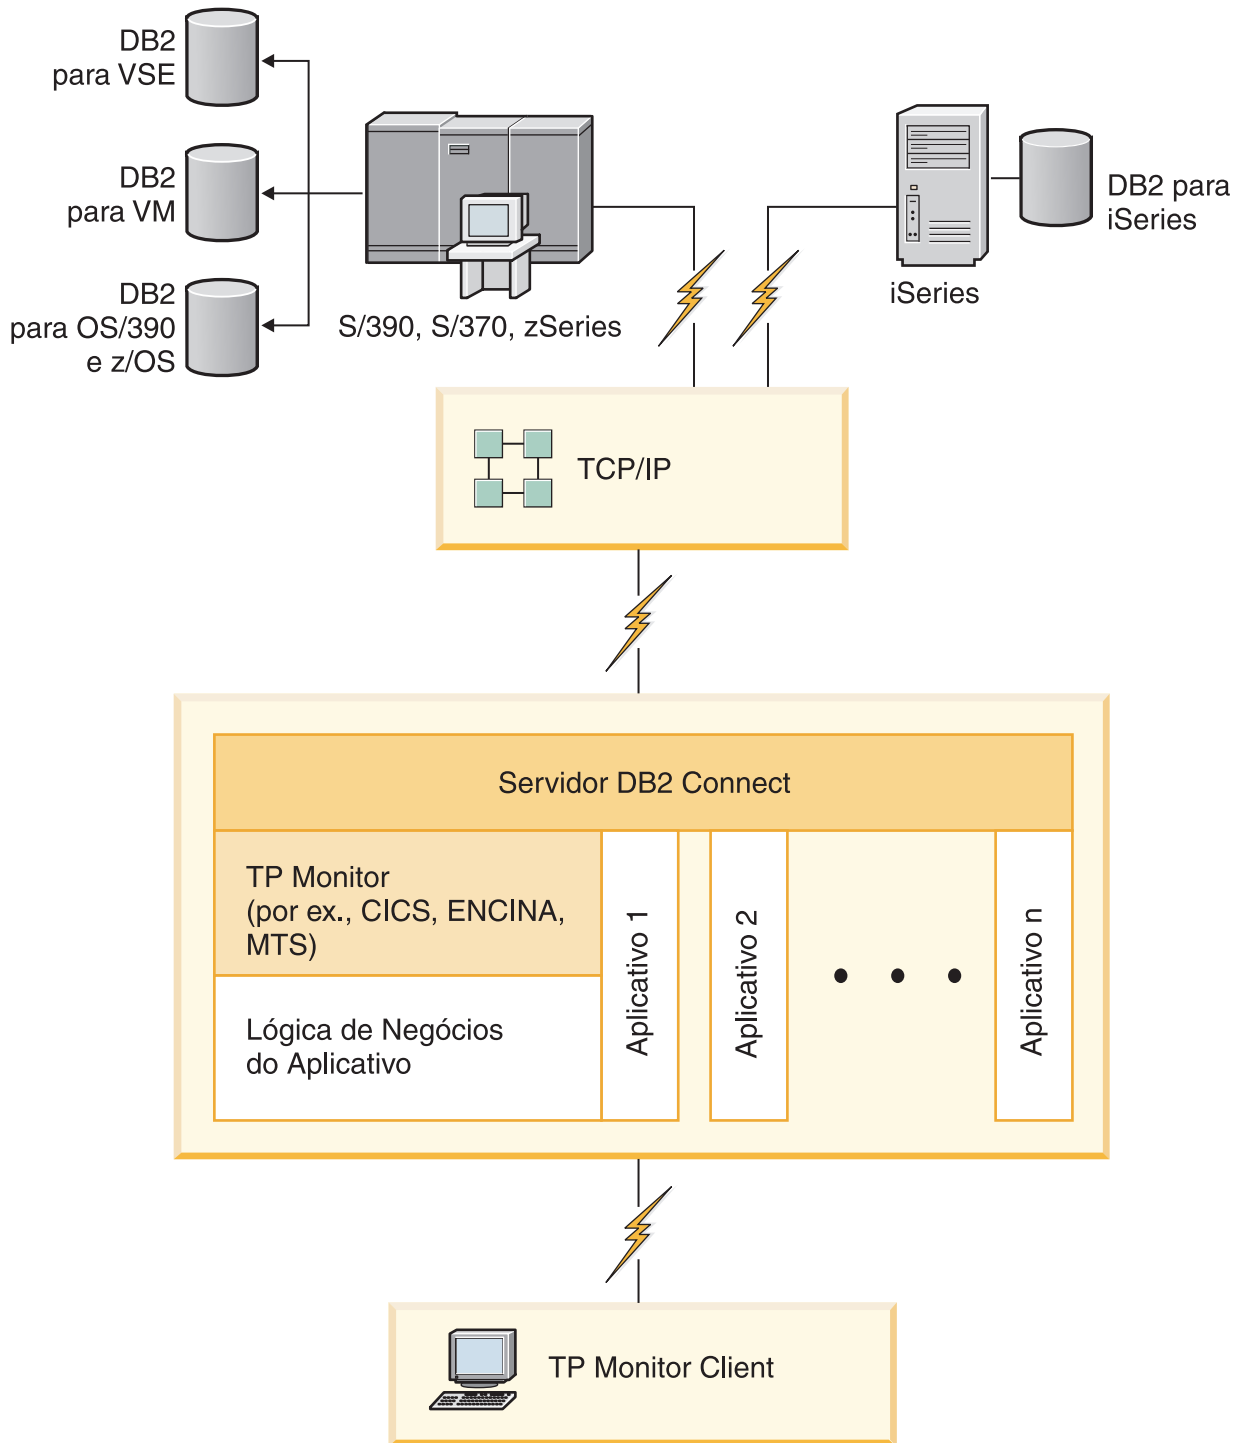 DB2
para VSE
DB2
para VM
DB2
para OS/390
e z/OS
S/390, S/370, zSeries
iSeries
DB2 para
iSeries
TCP/IP
Servidor DB2 Connect
TP Monitor
(por ex., CICS, ENCINA,
MTS)
Lógica de Negócios
do Aplicativo
Aplicativo 1
Aplicativo 2
Aplicativo n
TP Monitor Client